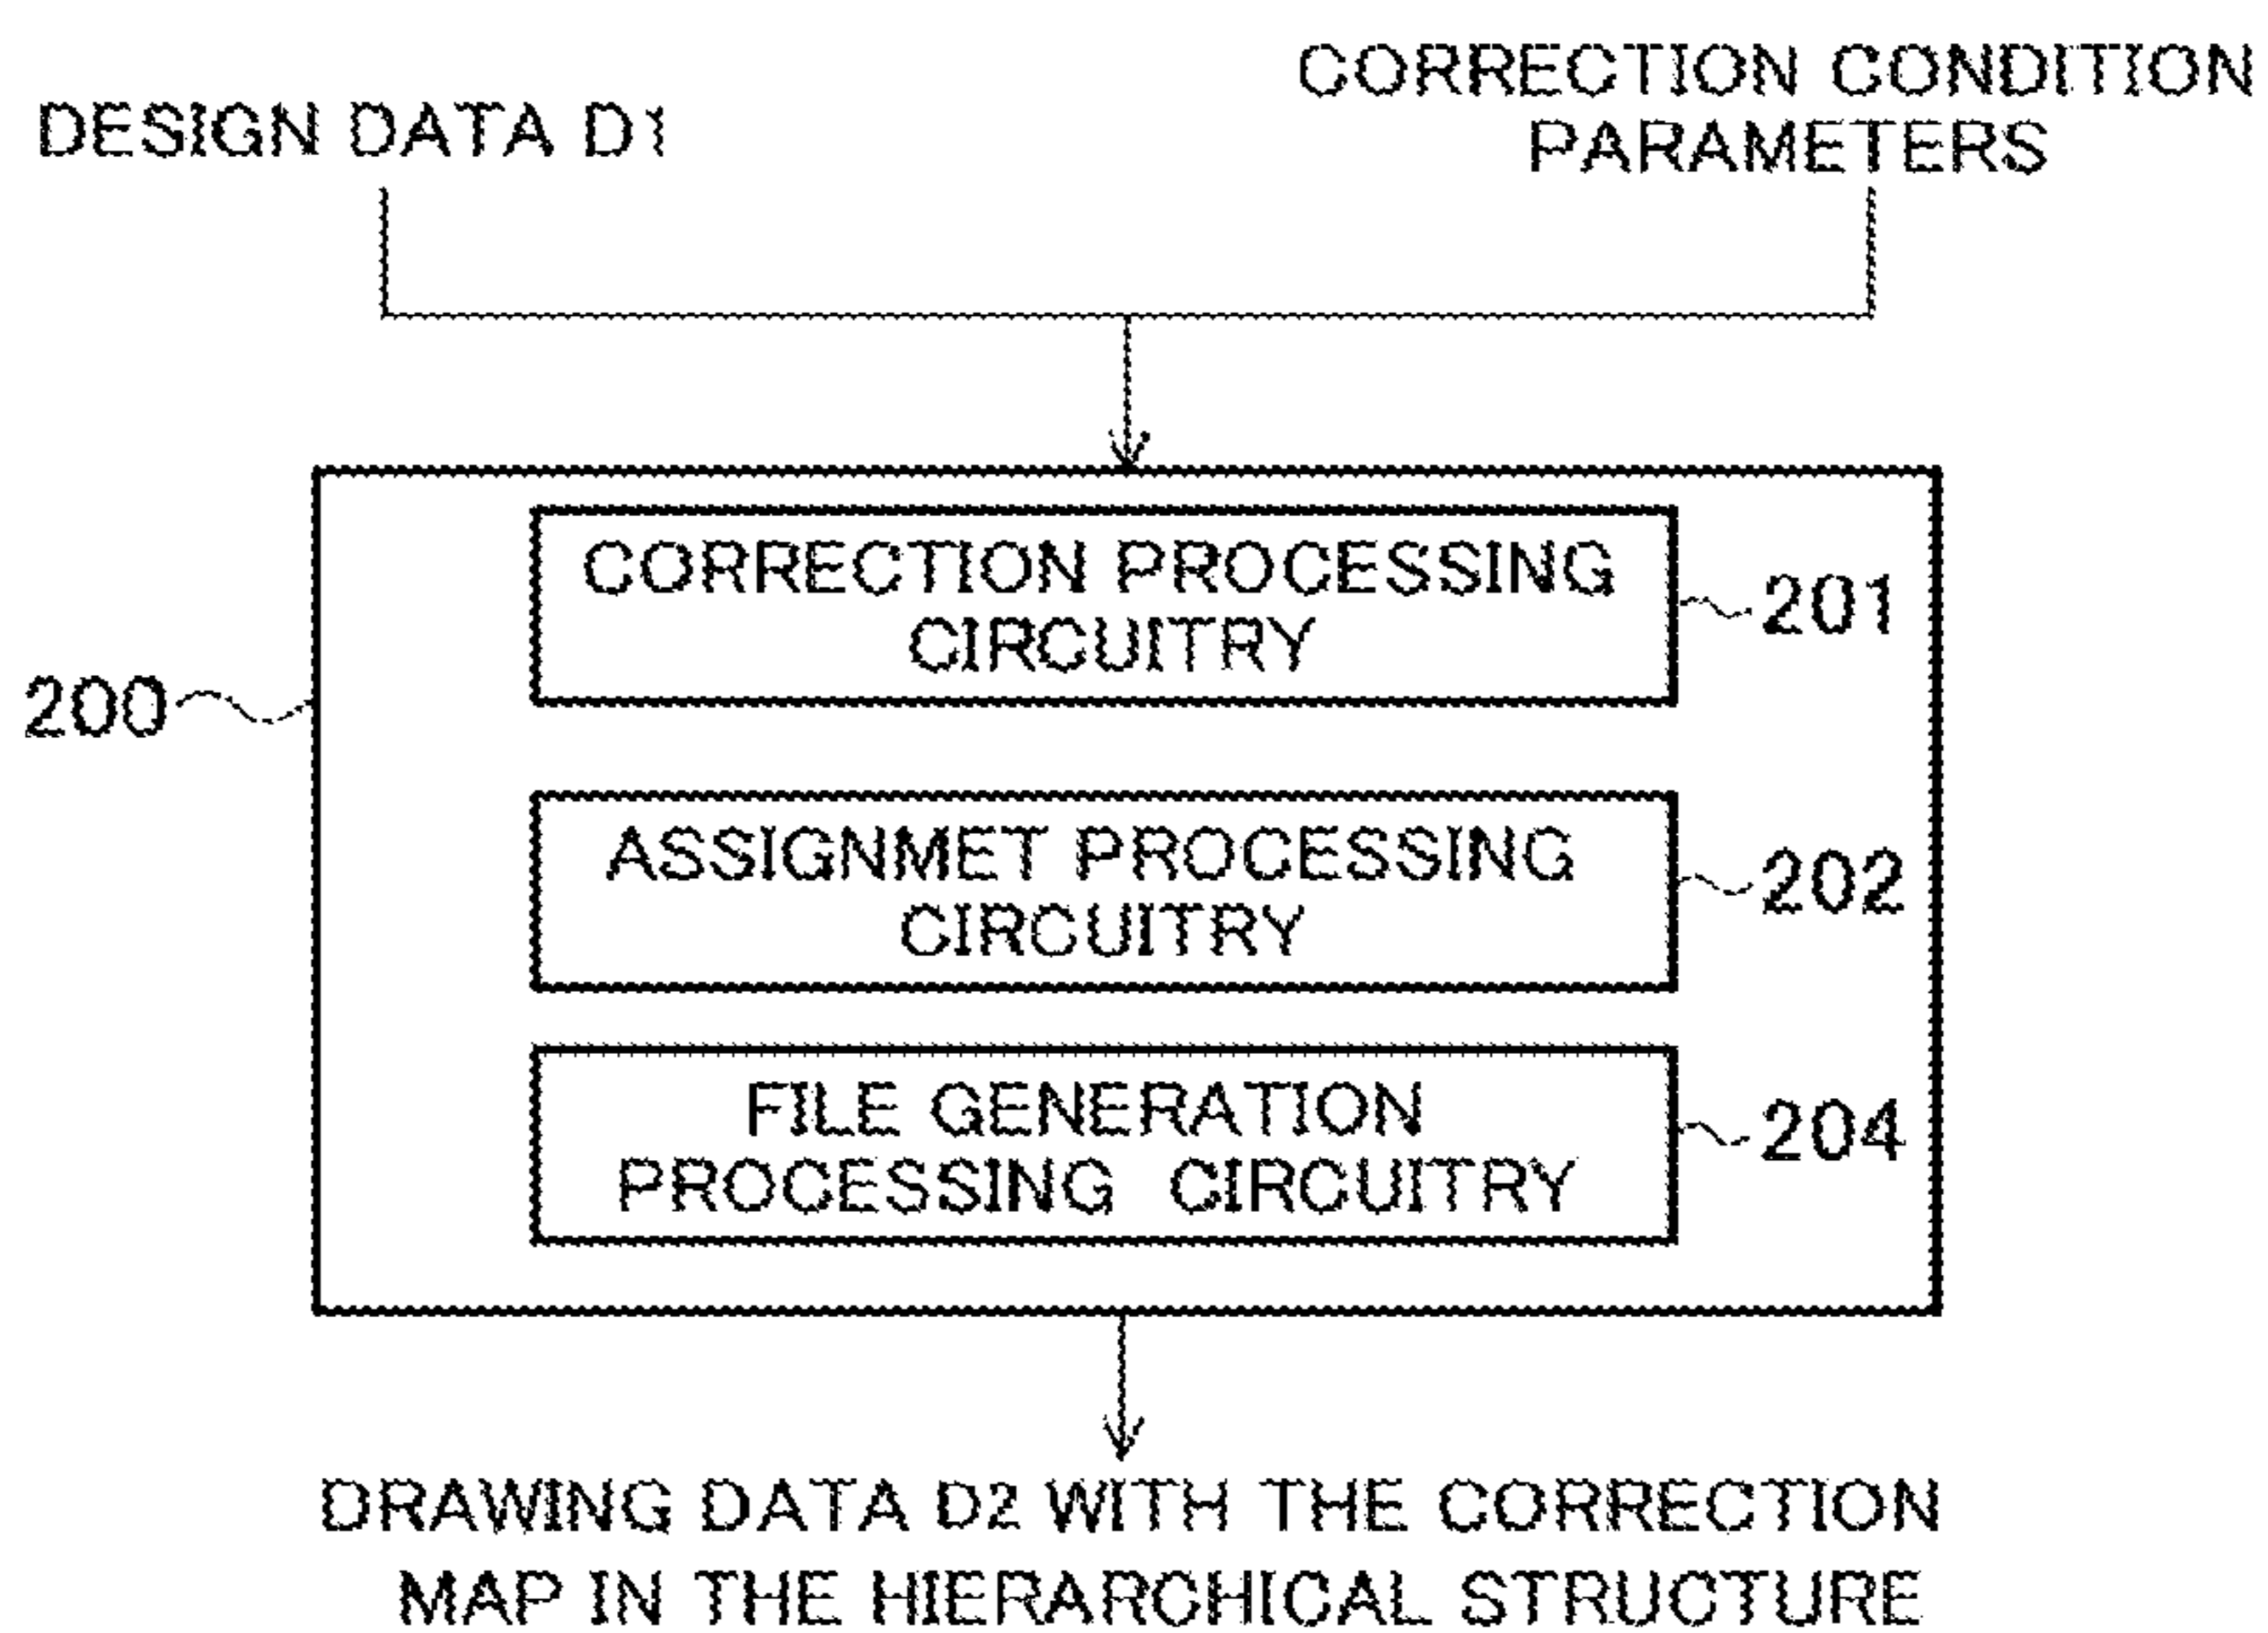 CORRECTION CONDITION
PARAMETERS
DESIGN DATA D1
CORRECTION PROCESSING
CIRCUITRY
201
200
ASSIGNMET PROCESSING
CIRCUITRY
202
FILE GENERATION
PROCESSING CIRCUITRY
204
DRAWING DATA D2 WITH THE CORRECTION
MAP IN THE HIERARCHICAL STRUCTURE